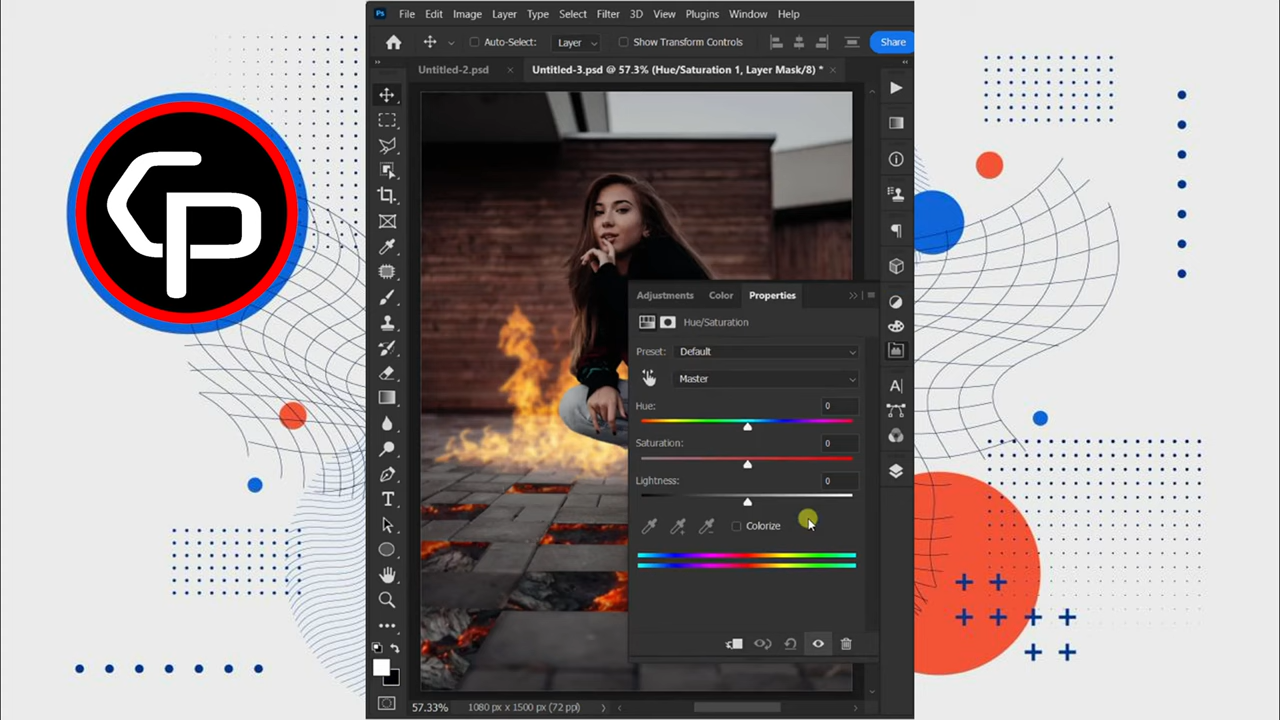 CP
Ps File Edit Image Layer Type Select Filter 3D View Plugins Window Help
Auto-Select: Layer Show Transform Controls Share
Untitled-2.psd × Untitled-3.psd @ 57.3% (Hue/Saturation 1, Layer Mask/8) * ×
Adjustments Color Properties
Hue/Saturation
Preset: Default
Master
Hue: 0
Saturation: 0
Lightness: 0
Colorize
57.33% 1080 px x 1500 px (72 ppi)